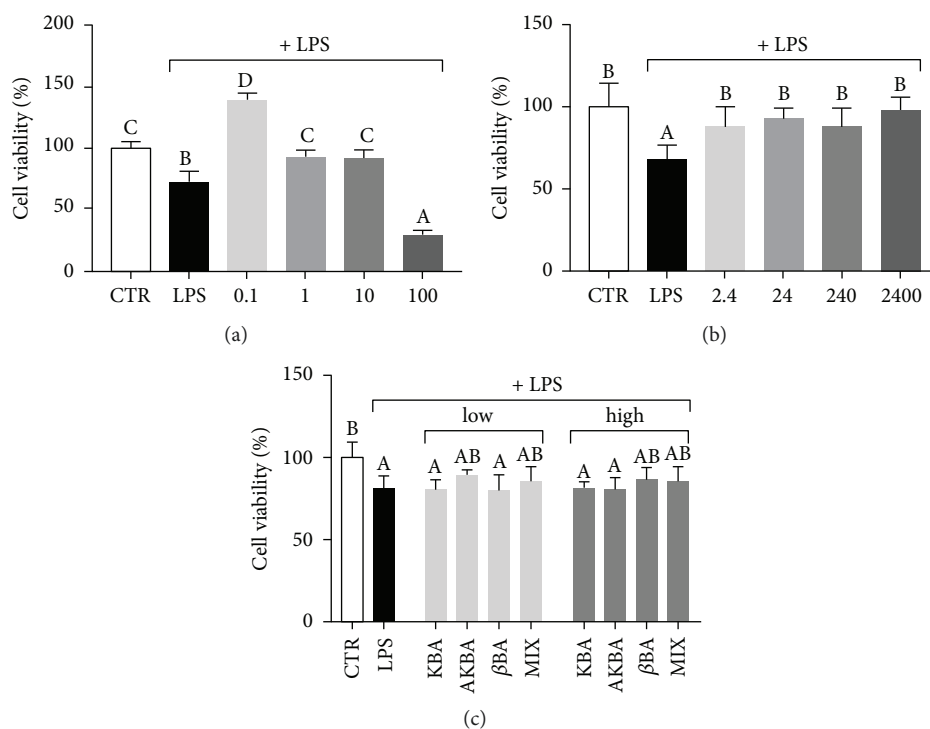 200
150
100
50
0
Cell viability (%)
+ LPS
C
B
D
C
C
A
CTR
LPS
0.1
1
10
100
(a)
150
100
50
0
Cell viability (%)
+ LPS
B
A
B
B
B
B
CTR
LPS
2.4
24
240
2400
(b)
150
100
50
0
Cell viability (%)
+ LPS
low
high
B
A
A
AB
A
AB
A
A
AB
AB
CTR
LPS
KBA
AKBA
βBA
MIX
KBA
AKBA
βBA
MIX
(c)